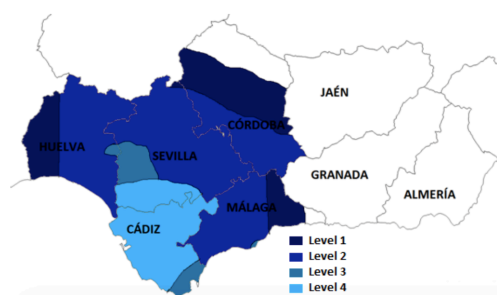 JAÉN
CÓRDOBA
HUELVA
SEVILLA
GRANADA
ALMERÍA
MÁLAGA
CÁDIZ
Level 1
Level 2
Level 3
Level 4